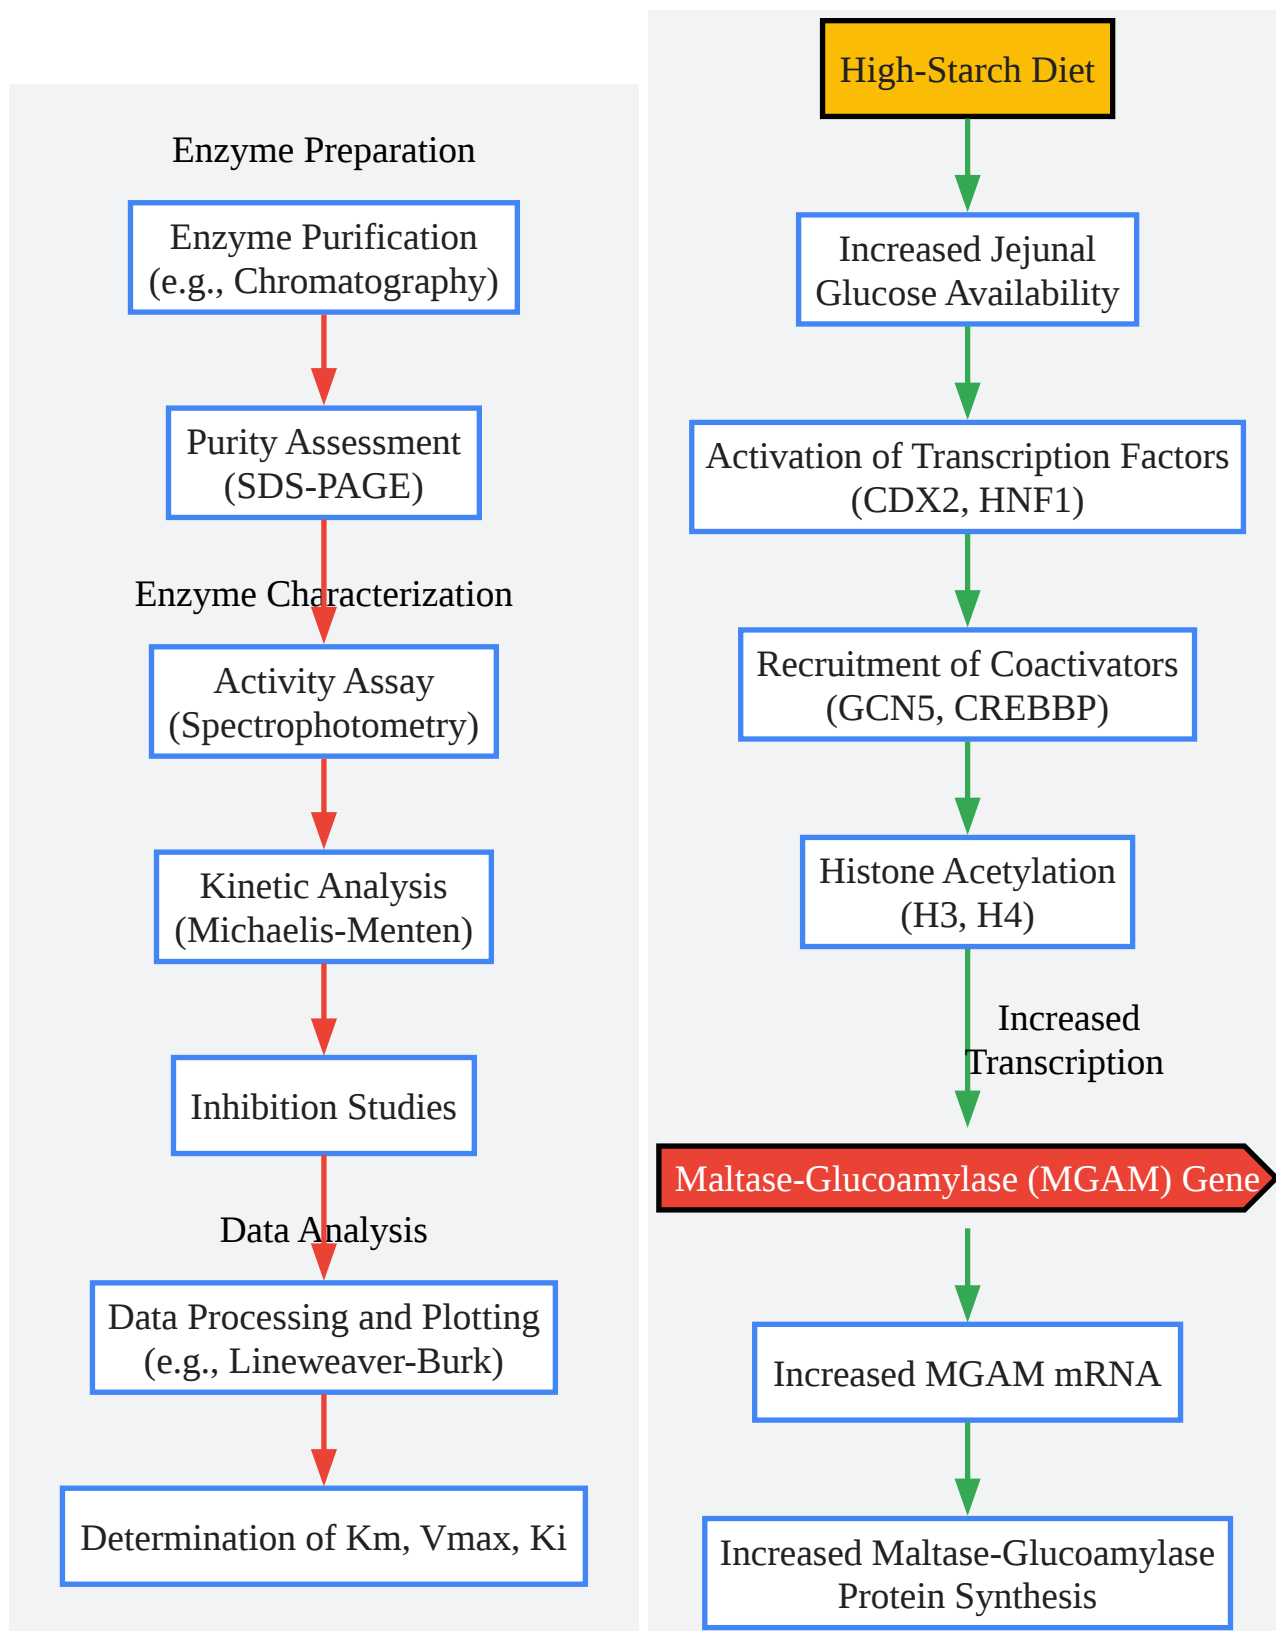 Enzyme Preparation
Enzyme Purification
(e.g., Chromatography)
Purity Assessment
(SDS-PAGE)
Enzyme Characterization
Activity Assay
(Spectrophotometry)
Kinetic Analysis
(Michaelis-Menten)
Inhibition Studies
Data Analysis
Data Processing and Plotting
(e.g., Lineweaver-Burk)
Determination of Km, Vmax, Ki
High-Starch Diet
Increased Jejunal
Glucose Availability
Activation of Transcription Factors
(CDX2, HNF1)
Recruitment of Coactivators
(GCN5, CREBBP)
Histone Acetylation
(H3, H4)
Increased
Transcription
Maltase-Glucoamylase (MGAM) Gene
Increased MGAM mRNA
Increased Maltase-Glucoamylase
Protein Synthesis